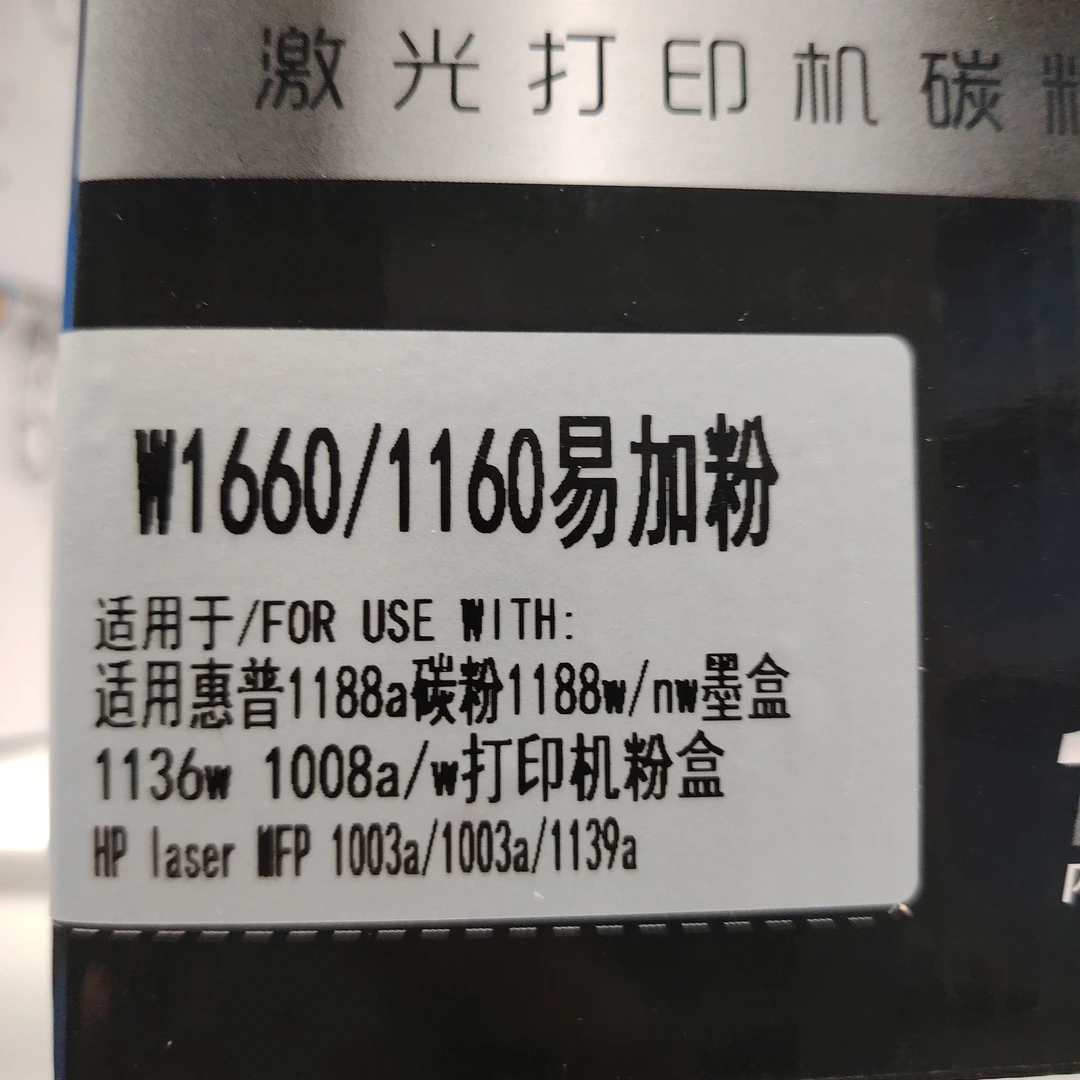 激光打印机碳粉
W1660/1160易加粉
适用于/FOR USE WITH:
适用惠普1188a碳粉1188w/nw墨盒
1136w 1008a/w打印机粉盒
HP laser MFP 1003a/1003a/1139a